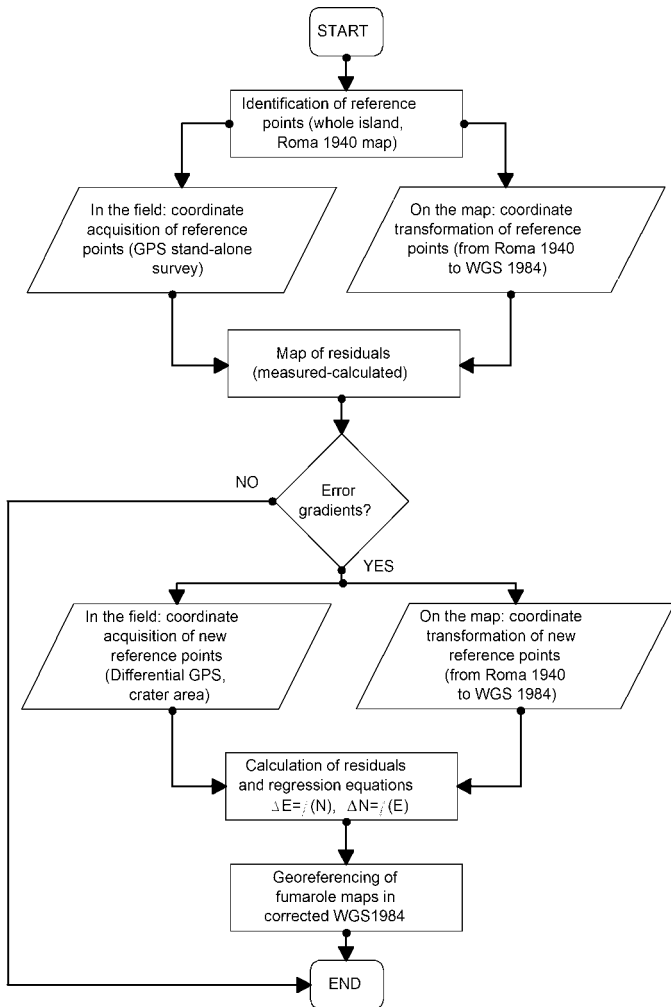 START
Identification of reference
points (whole island,
Roma 1940 map)
In the field: coordinate
acquisition of reference
points (GPS stand-alone
survey)
On the map: coordinate
transformation of reference
points (from Roma 1940
to WGS 1984)
Map of residuals
(measured-calculated)
Error
gradients?
NO
YES
In the field: coordinate
acquisition of new
reference points
(Differential GPS,
crater area)
On the map: coordinate
transformation of new
reference points
(from Roma 1940
to WGS 1984)
Calculation of residuals
and regression equations
ΔE=f(N), ΔN=f(E)
Georeferencing of
fumarole maps in
corrected WGS1984
END